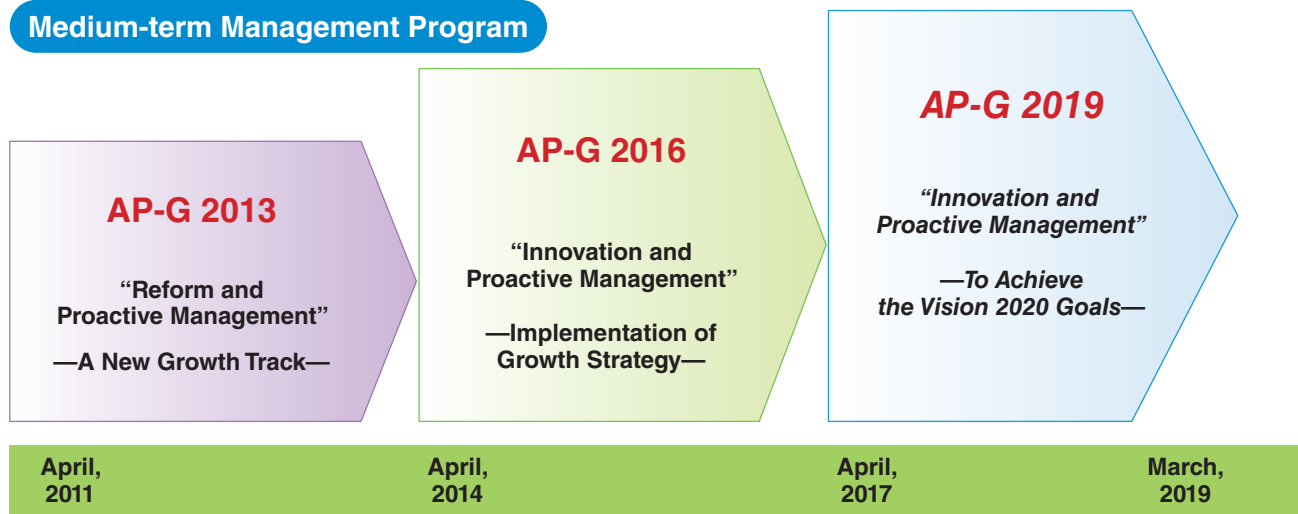 Medium-term Management Program
AP-G 2013
“Reform and
Proactive Management”
—A New Growth Track—
AP-G 2016
“Innovation and
Proactive Management”
—Implementation of
Growth Strategy—
AP-G 2019
“Innovation and
Proactive Management”
—To Achieve
the Vision 2020 Goals—
April,
2011
April,
2014
April,
2017
March,
2019